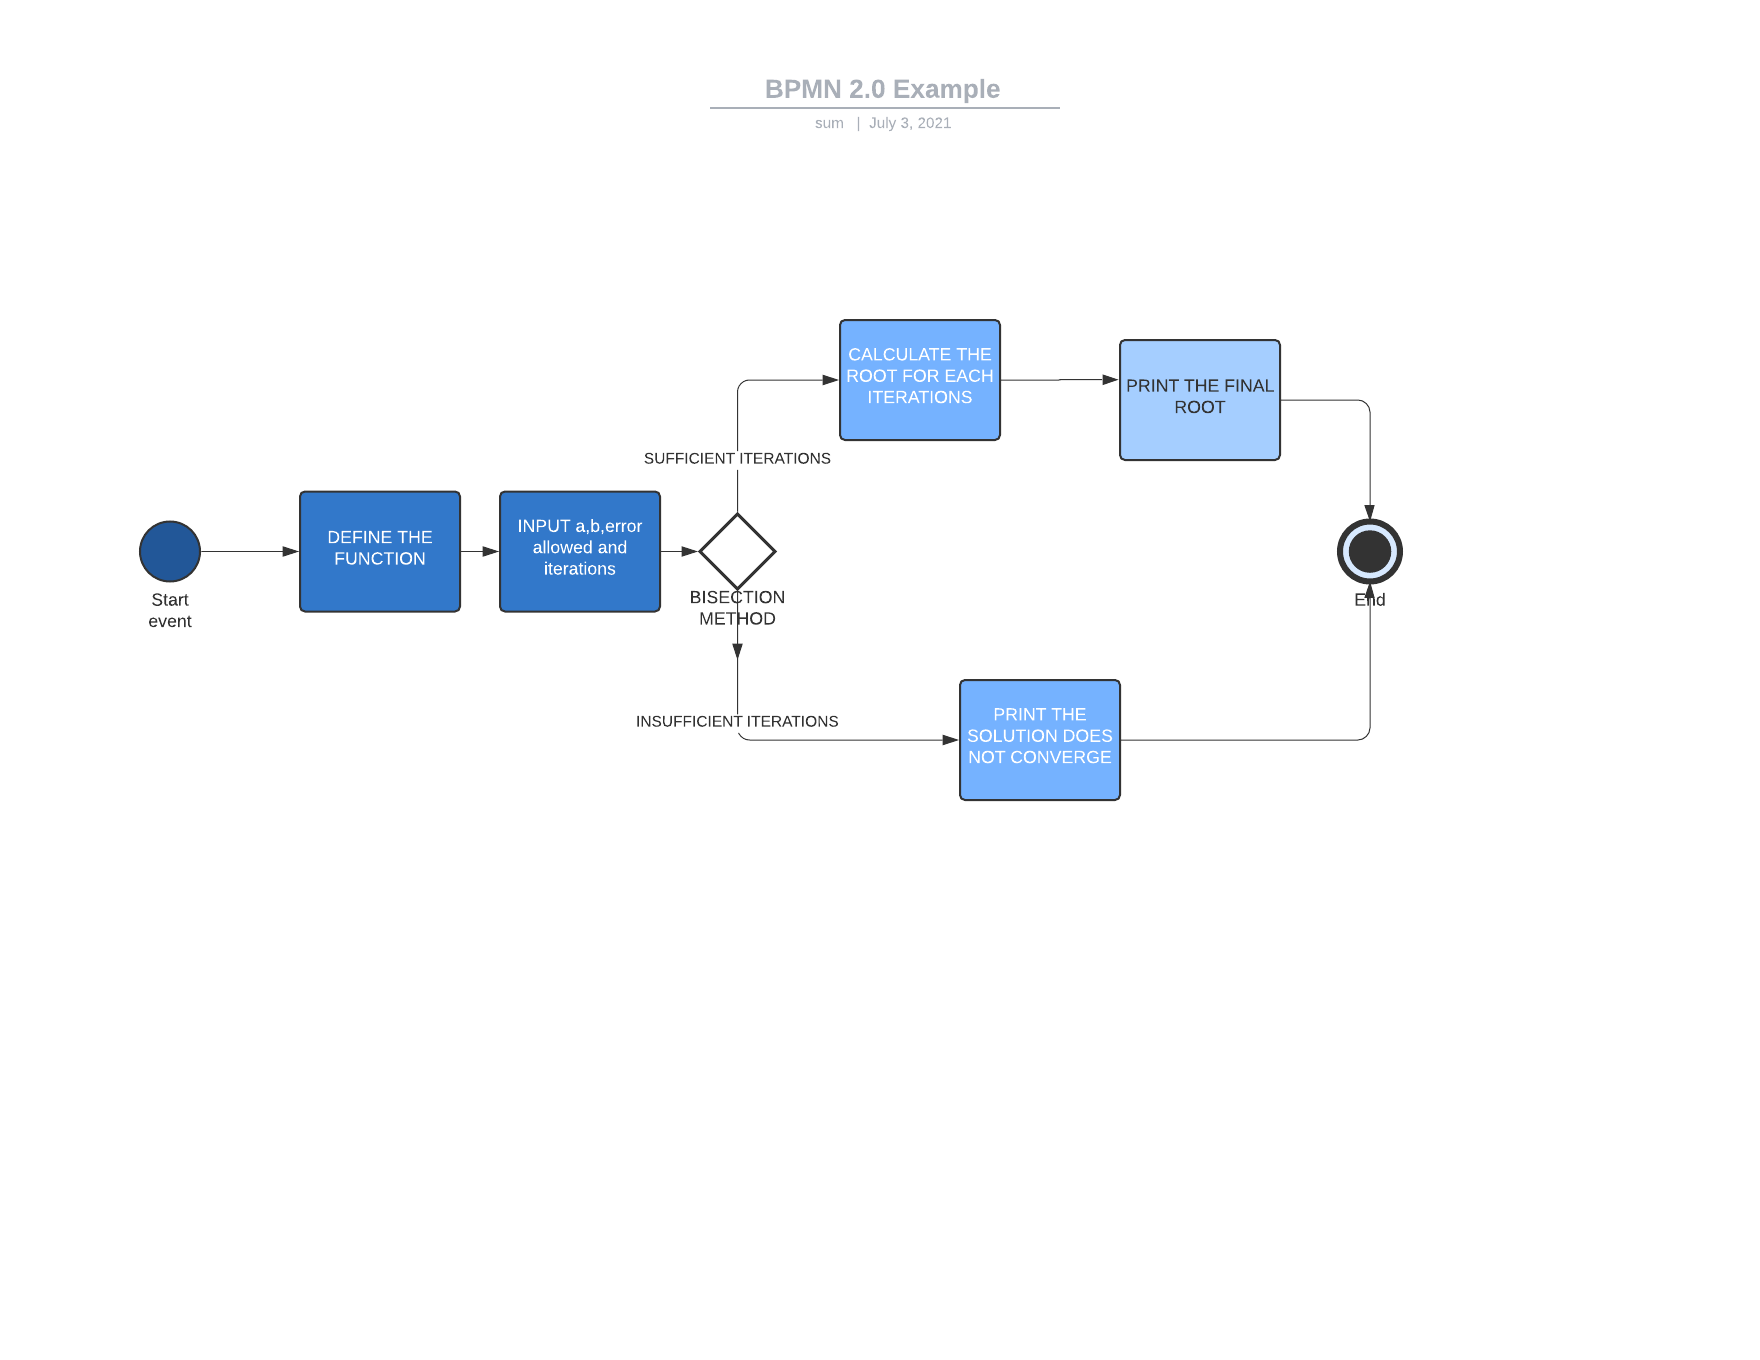 BPMN 2.0 Example
sum | July 3, 2021
CALCULATE THE
ROOT FOR EACH
ITERATIONS
PRINT THE FINAL
ROOT
SUFFICIENT ITERATIONS
DEFINE THE
FUNCTION
INPUT a,b,error
allowed and
iterations
Start
event
BISECTION
METHOD
End
INSUFFICIENT ITERATIONS
PRINT THE
SOLUTION DOES
NOT CONVERGE